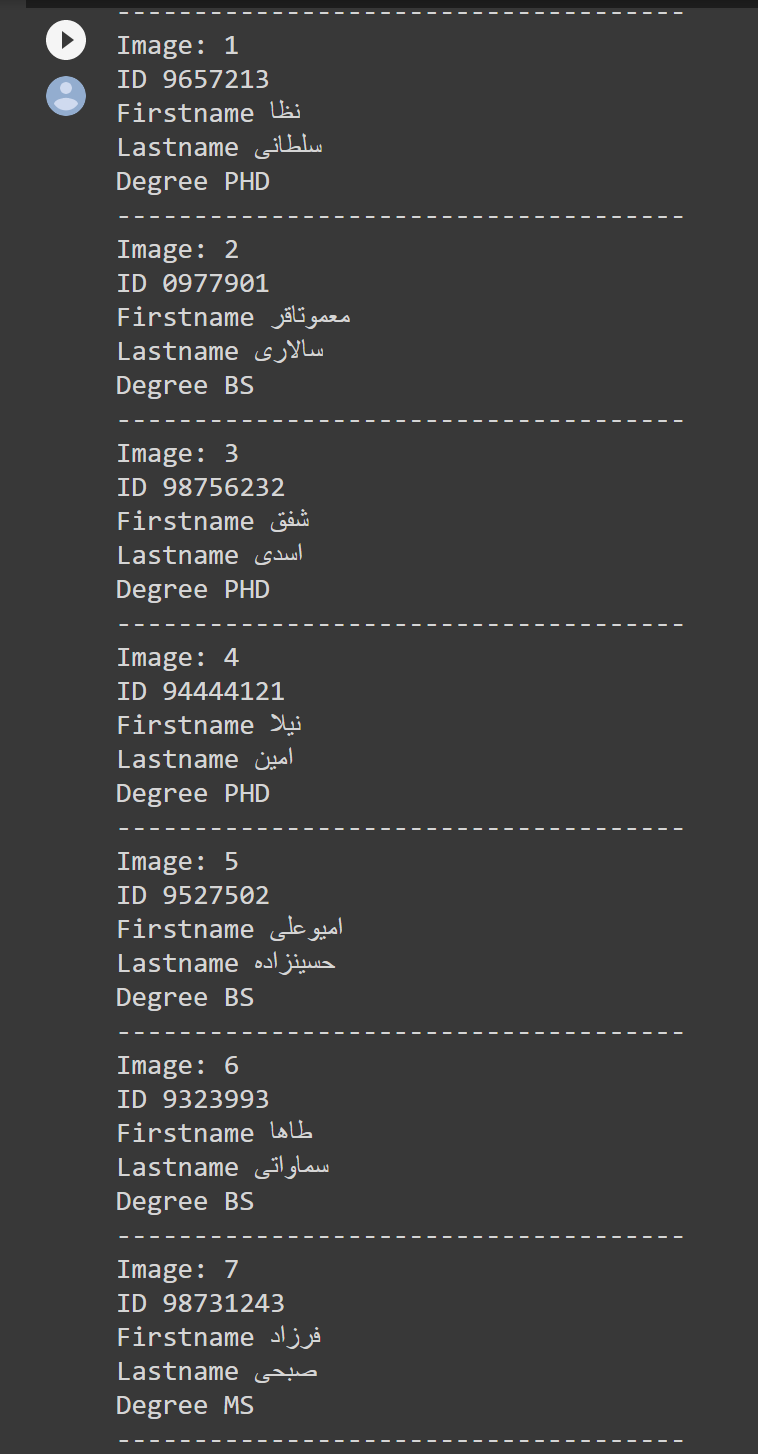 --------------------------------------
Image: 1
ID 9657213
Firstname نظا
Lastname سلطانی
Degree PHD
--------------------------------------
Image: 2
ID 0977901
Firstname معموتاقر
Lastname سالاری
Degree BS
--------------------------------------
Image: 3
ID 98756232
Firstname شفق
Lastname اسدی
Degree PHD
--------------------------------------
Image: 4
ID 94444121
Firstname نیلا
Lastname امین
Degree PHD
--------------------------------------
Image: 5
ID 9527502
Firstname امیوعلی
Lastname حسینزاده
Degree BS
--------------------------------------
Image: 6
ID 9323993
Firstname طاها
Lastname سماواتی
Degree BS
--------------------------------------
Image: 7
ID 98731243
Firstname فرزاد
Lastname صبحی
Degree MS
--------------------------------------